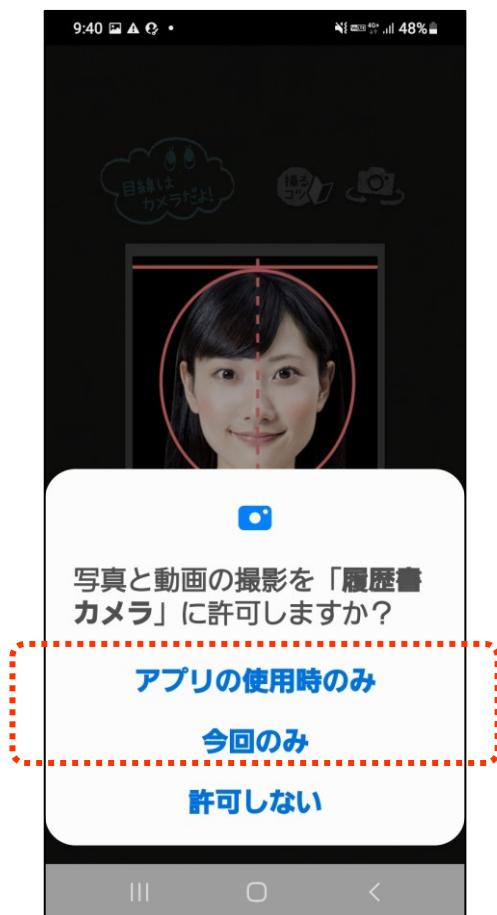 9:40
48%
目線は
カメラだよ!
撮る
コツ
写真と動画の撮影を「履歴書
カメラ」に許可しますか？
アプリの使用時のみ
今回のみ
許可しない